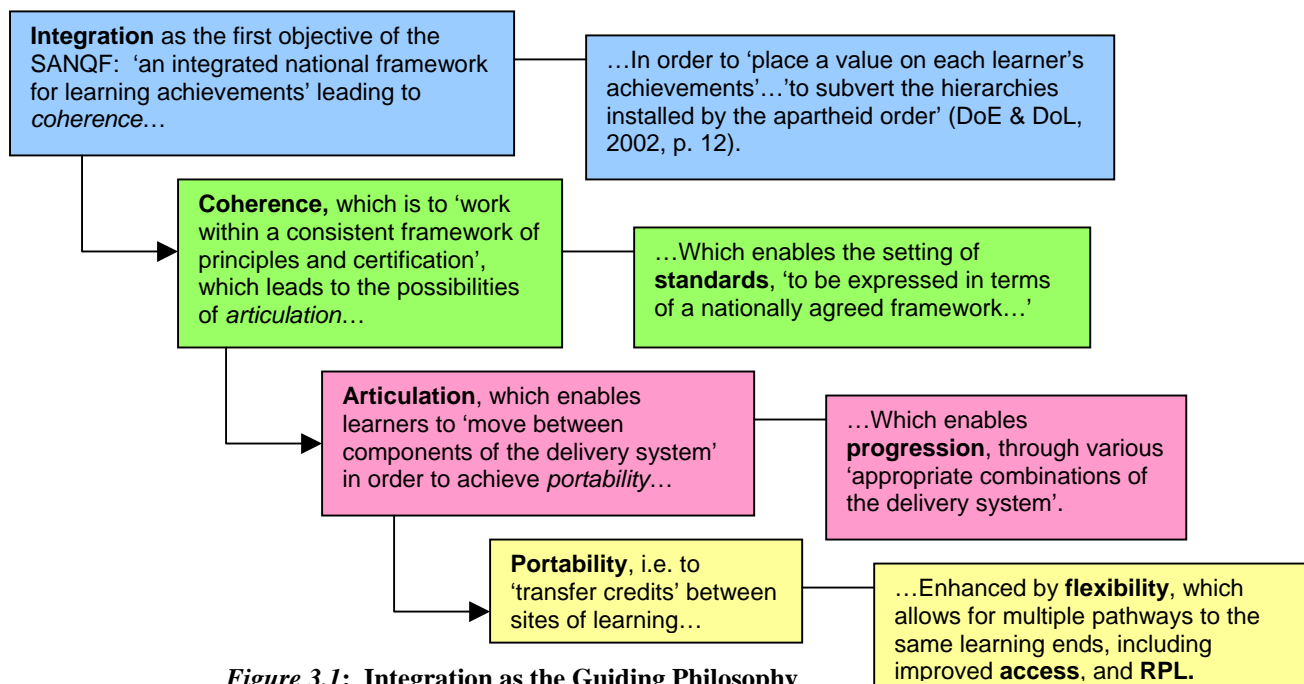 Integration as the first objective of the
SANQF: ‘an integrated national framework
for learning achievements’ leading to
coherence…
…In order to ‘place a value on each learner’s
achievements’…’to subvert the hierarchies
installed by the apartheid order’ (DoE & DoL,
2002, p. 12).
Coherence, which is to ‘work
within a consistent framework of
principles and certification’,
which leads to the possibilities
of articulation…
…Which enables the setting of
standards, ‘to be expressed in terms
of a nationally agreed framework…’
Articulation, which enables
learners to ‘move between
components of the delivery system’
in order to achieve portability…
…Which enables
progression, through various
‘appropriate combinations of
the delivery system’.
Portability, i.e. to
‘transfer credits’ between
sites of learning…
…Enhanced by flexibility, which
allows for multiple pathways to the
same learning ends, including
improved access, and RPL.
Figure 3.1: Integration as the Guiding Philosophy